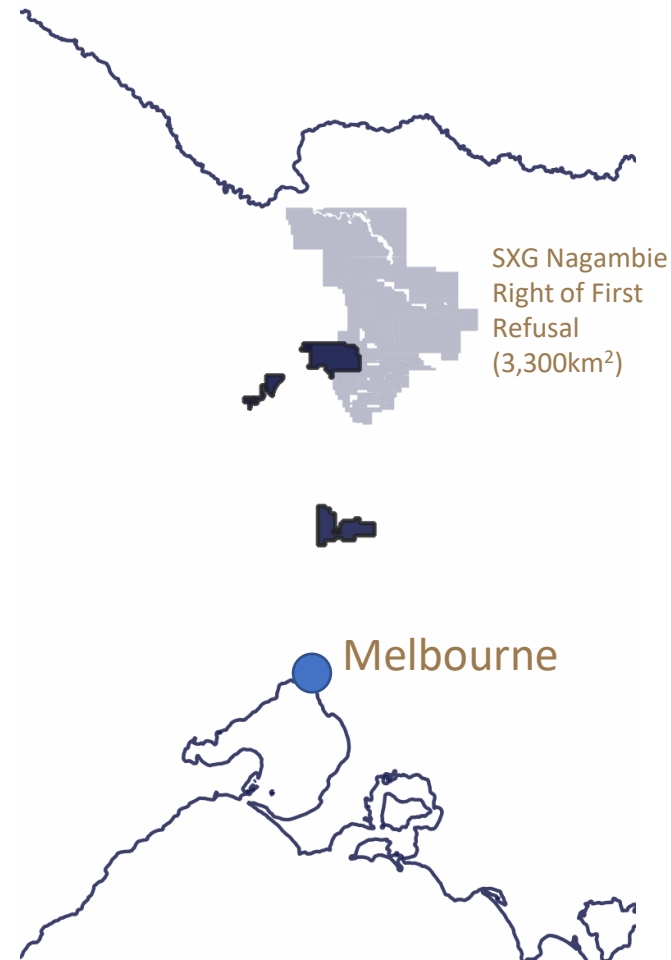 SXG Nagambie
Right of First
Refusal
(3,300km²)
Melbourne